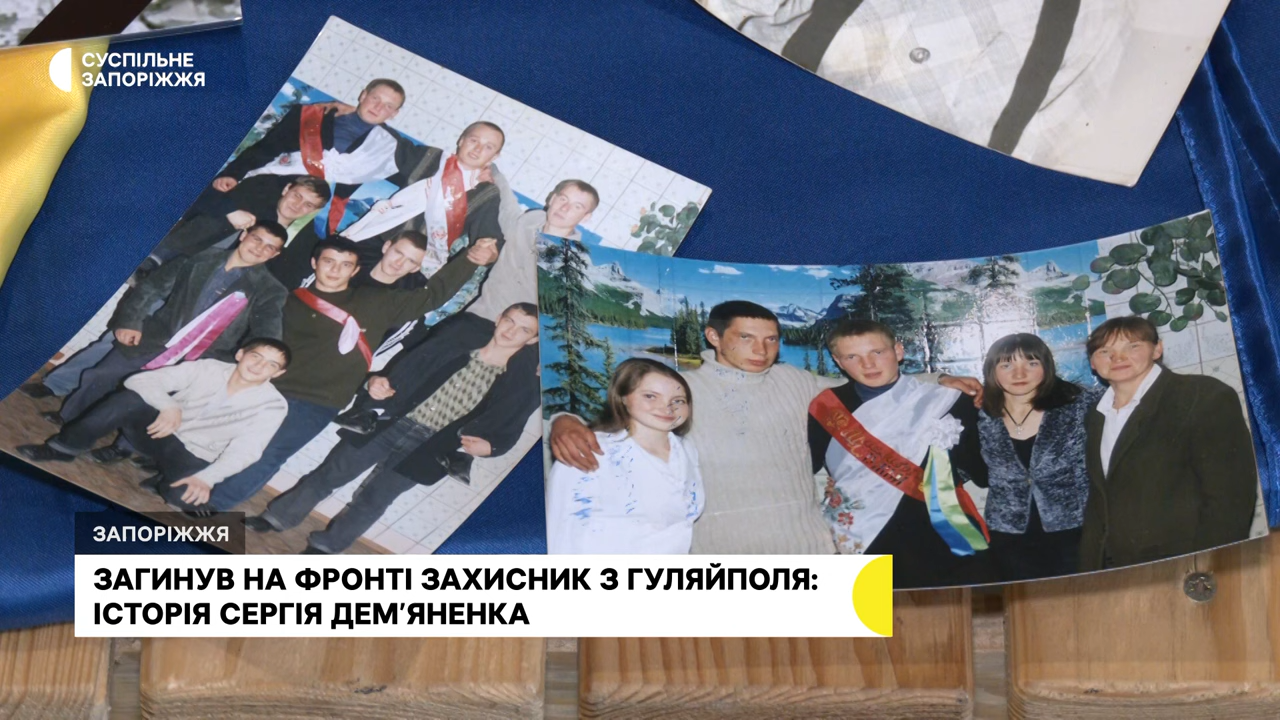 СУСПІЛЬНЕ
ЗАПОРІЖЖЯ
ЗАПОРІЖЖЯ
ЗАГИНУВ НА ФРОНТІ ЗАХИСНИК З ГУЛЯЙПОЛЯ:
ІСТОРІЯ СЕРГІЯ ДЕМ’ЯНЕНКА